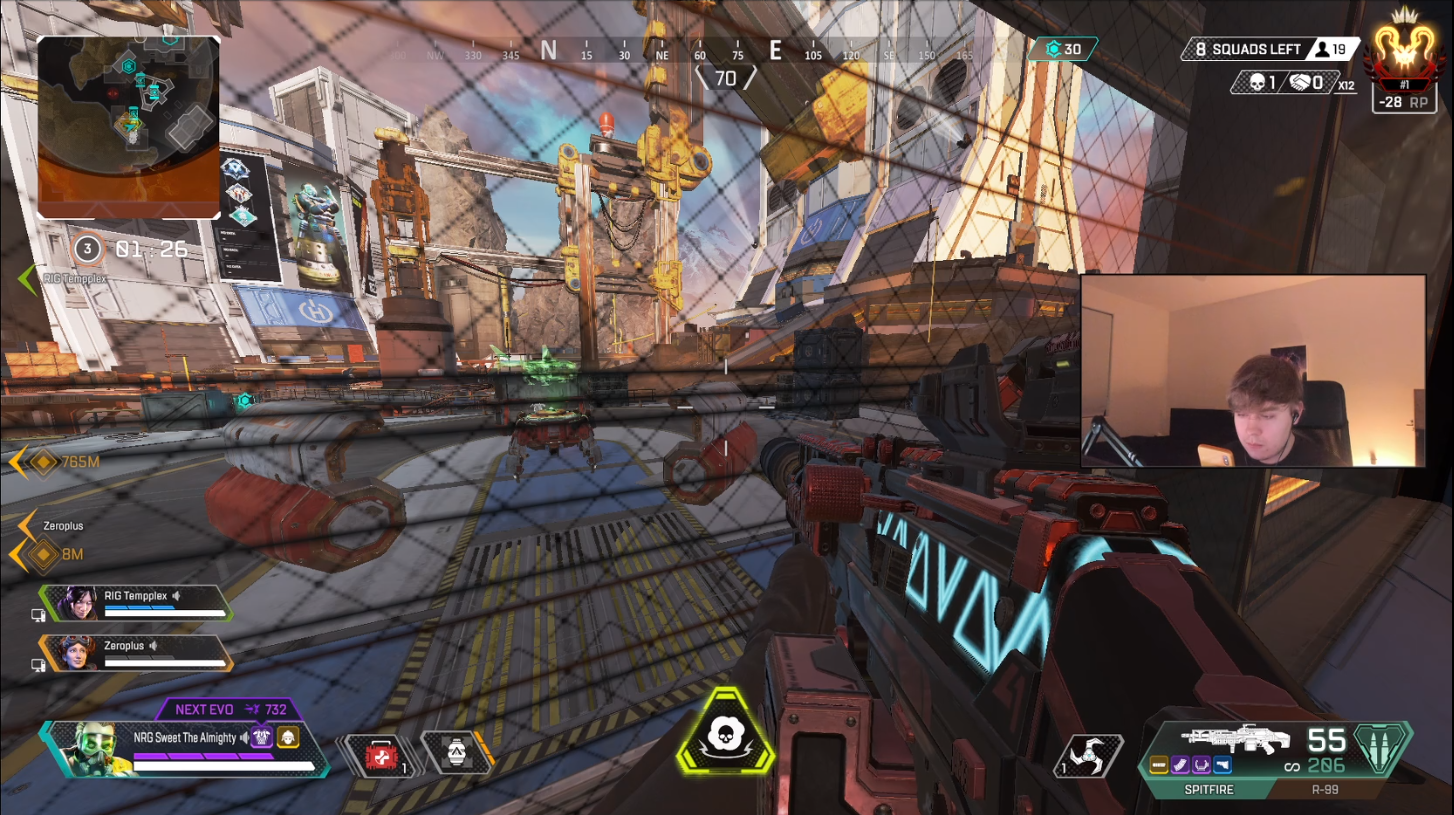 NW 330 345 N 15 30 NE 60 75 E 105 120 SE 150 165
70
30
8 SQUADS LEFT 19
1 0 X12
#1
-28 RP
3 01:26
RIG Tempplex
765M
Zeroplus
8M
RIG Tempplex
Zeroplus
NEXT EVO 732
NRG Sweet The Almighty
1
1
55
∞ 206
SPITFIRE R-99